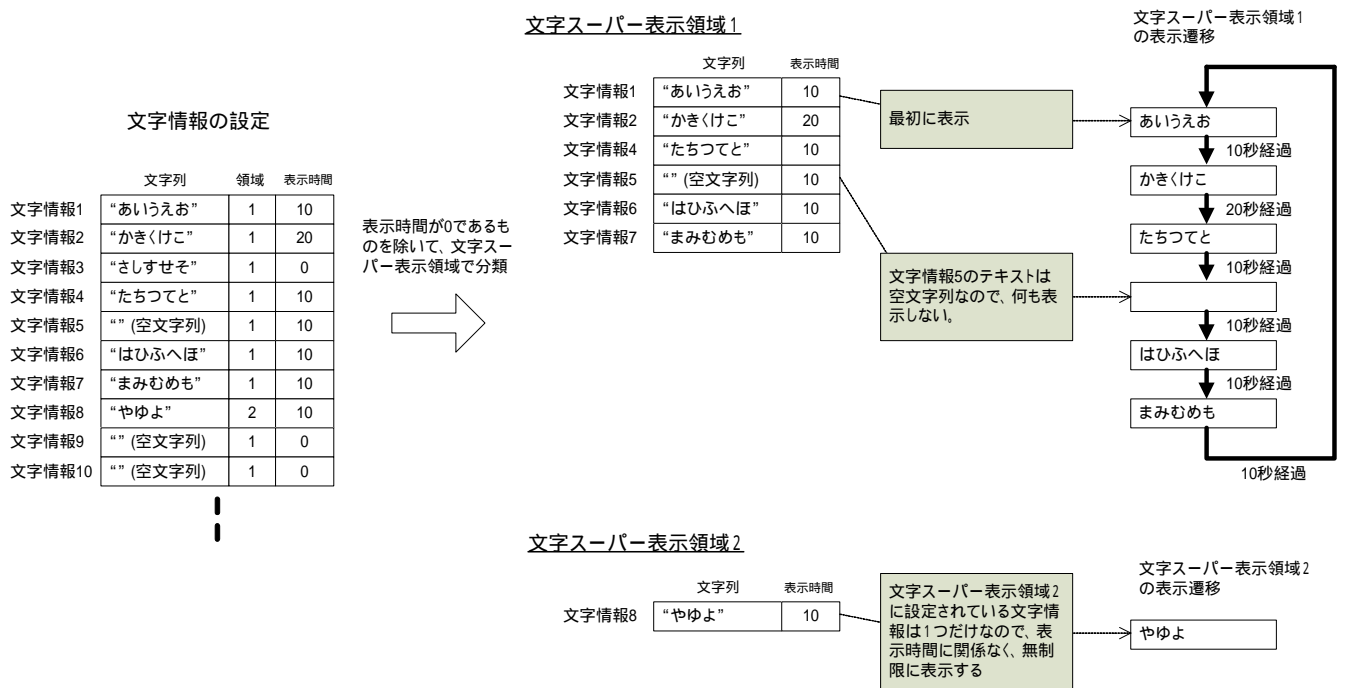 文字情報の設定
文字列 領域 表示時間
文字情報1 “あいうえお” 1 10
文字情報2 “かきくけこ” 1 20
文字情報3 “さしすせそ” 1 0
文字情報4 “たちつてと” 1 10
文字情報5 “” (空文字列) 1 10
文字情報6 “はひふへほ” 1 10
文字情報7 “まみむめも” 1 10
文字情報8 “やゆよ” 2 10
文字情報9 “” (空文字列) 1 0
文字情報10 “” (空文字列) 1 0
表示時間が0であるも
のを除いて、文字スー
パー表示領域で分類
文字スーパー表示領域1
文字列 表示時間
文字情報1 “あいうえお” 10
文字情報2 “かきくけこ” 20
文字情報4 “たちつてと” 10
文字情報5 “” (空文字列) 10
文字情報6 “はひふへほ” 10
文字情報7 “まみむめも” 10
最初に表示
文字情報5のテキストは
空文字列なので、何も表
示しない。
文字スーパー表示領域1
の表示遷移
あいうえお
10秒経過
かきくけこ
20秒経過
たちつてと
10秒経過
10秒経過
はひふへほ
10秒経過
まみむめも
10秒経過
文字スーパー表示領域2
文字列 表示時間
文字情報8 “やゆよ” 10
文字スーパー表示領域2
に設定されている文字情
報は1つだけなので、表
示時間に関係なく、無制
限に表示する
文字スーパー表示領域2
の表示遷移
やゆよ